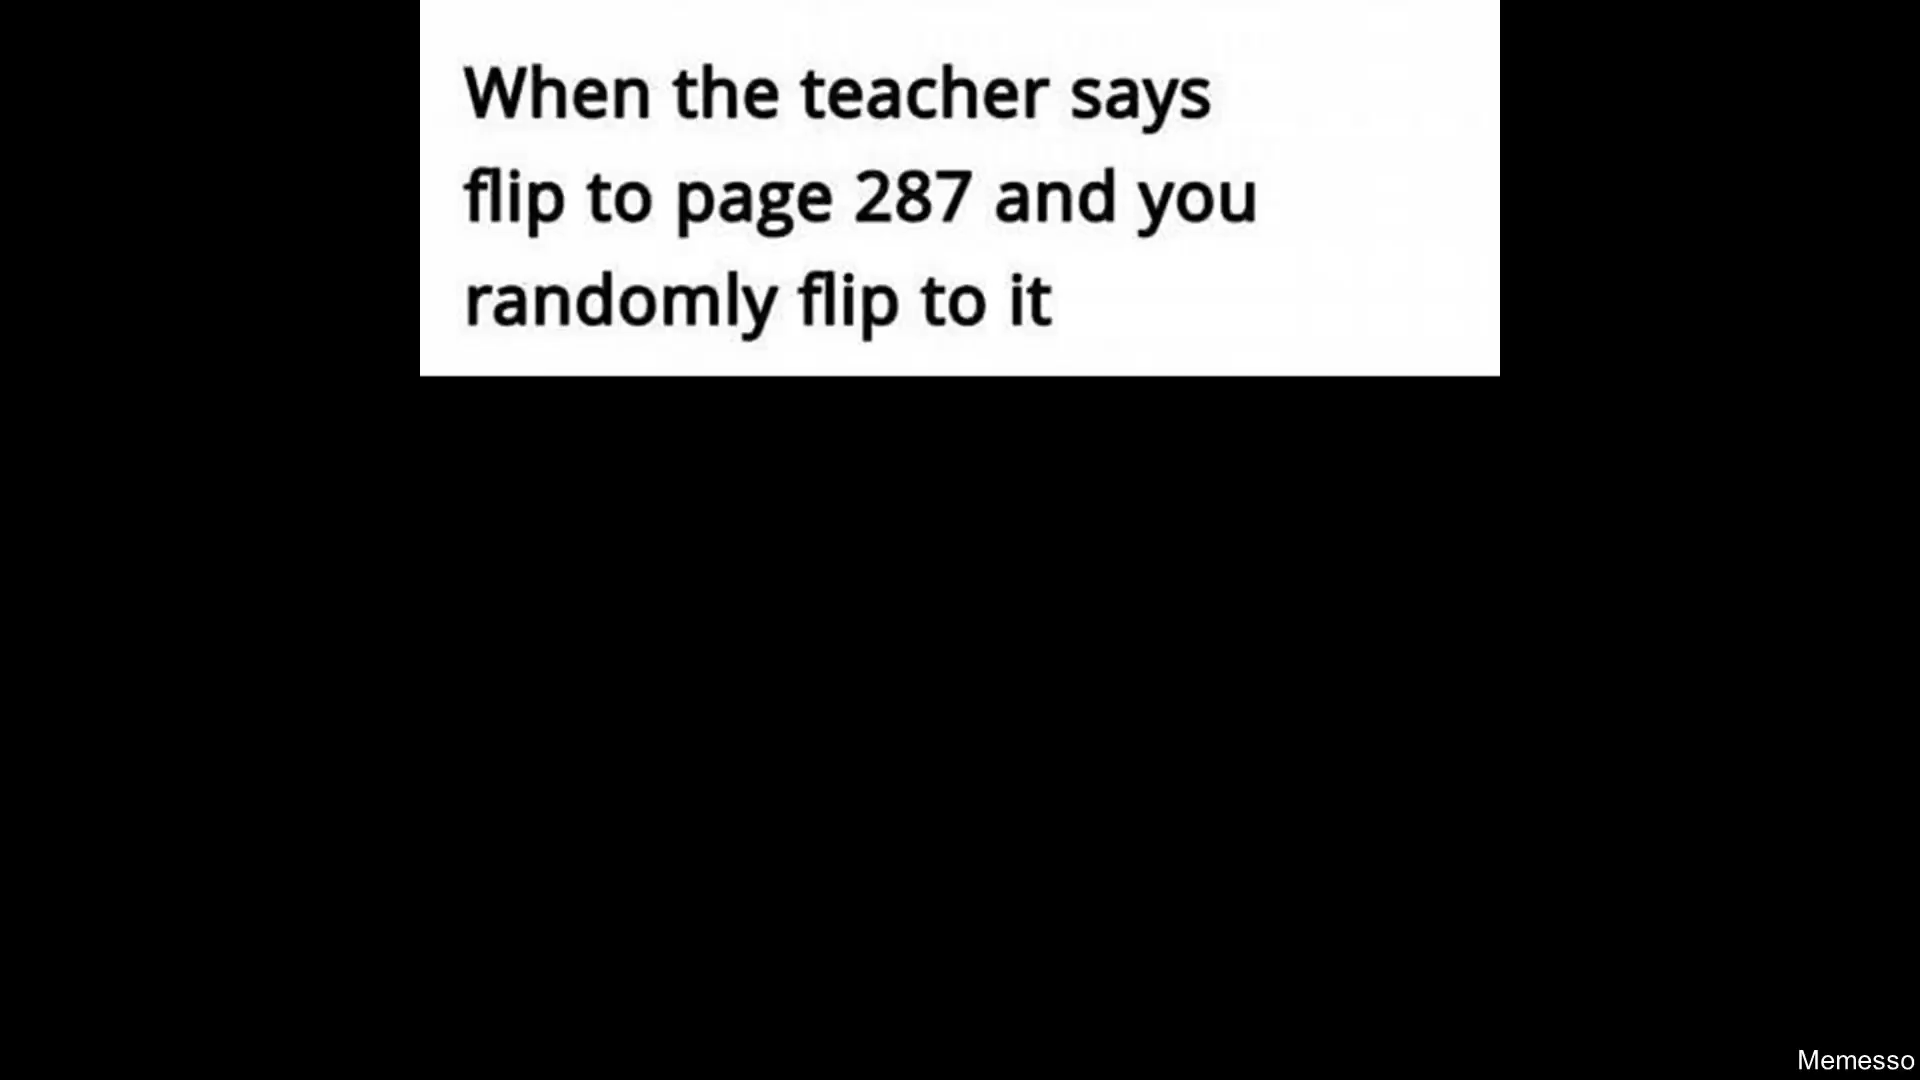 When the teacher says
flip to page 287 and you
randomly flip to it
Memesso